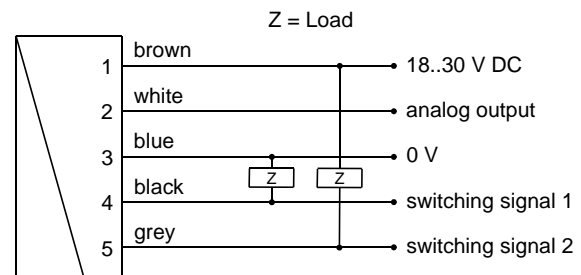 Z = Load
1 brown 18..30 V DC
2 white analog output
3 blue 0 V
Z Z
4 black switching signal 1
5 grey switching signal 2